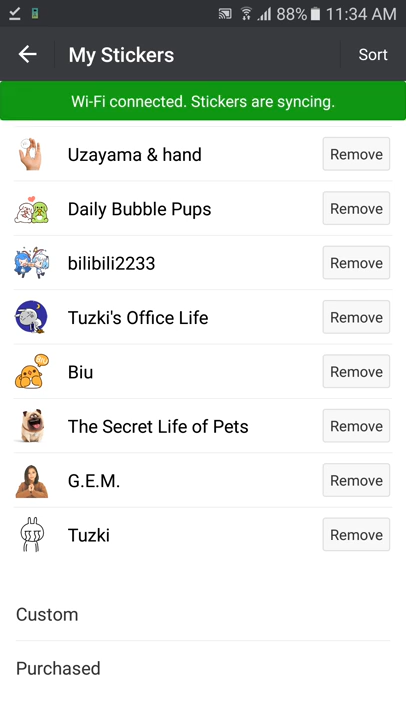 88% 11:34 AM
My Stickers Sort
Wi-Fi connected. Stickers are syncing.
Uzayama & hand Remove
Daily Bubble Pups Remove
bilibili2233 Remove
Tuzki's Office Life Remove
Biu Remove
The Secret Life of Pets Remove
G.E.M. Remove
Tuzki Remove
Custom
Purchased